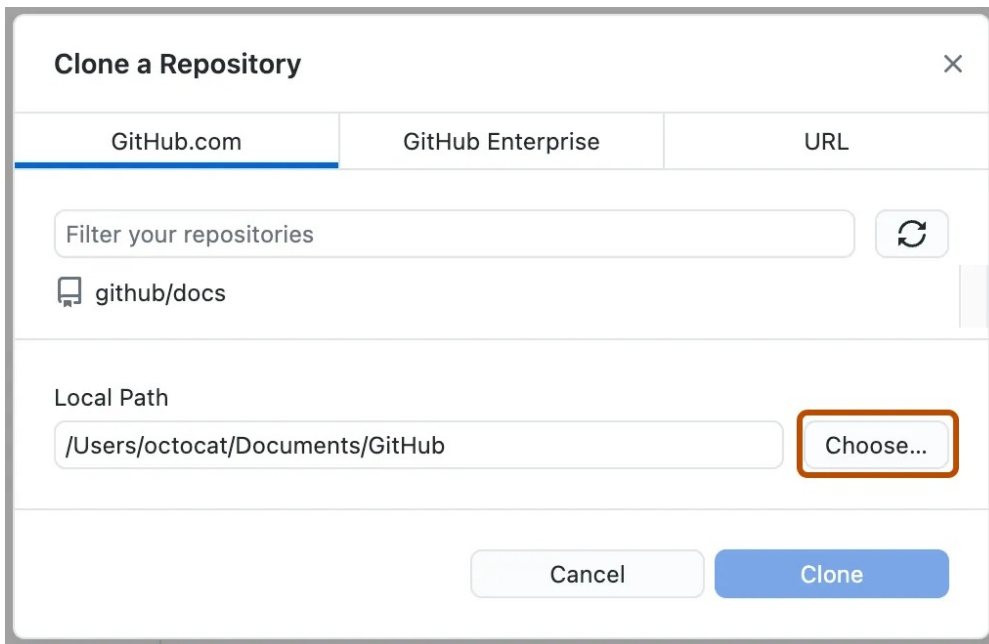 Clone a Repository
GitHub.com GitHub Enterprise URL
Filter your repositories
github/docs
Local Path
/Users/octocat/Documents/GitHub Choose...
Cancel Clone